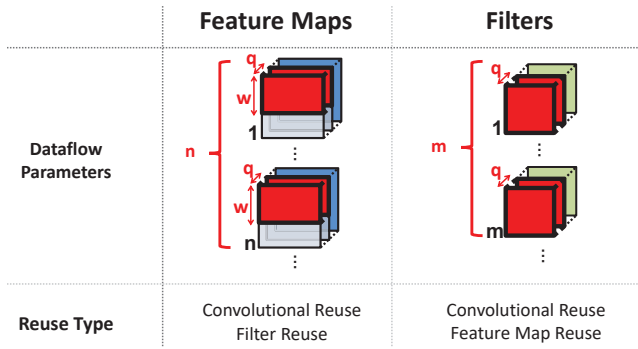 Feature Maps
Filters
Dataflow
Parameters
n
q
w
1
...
q
w
n
...
m
q
1
...
q
m
...
Reuse Type
Convolutional Reuse
Filter Reuse
Convolutional Reuse
Feature Map Reuse